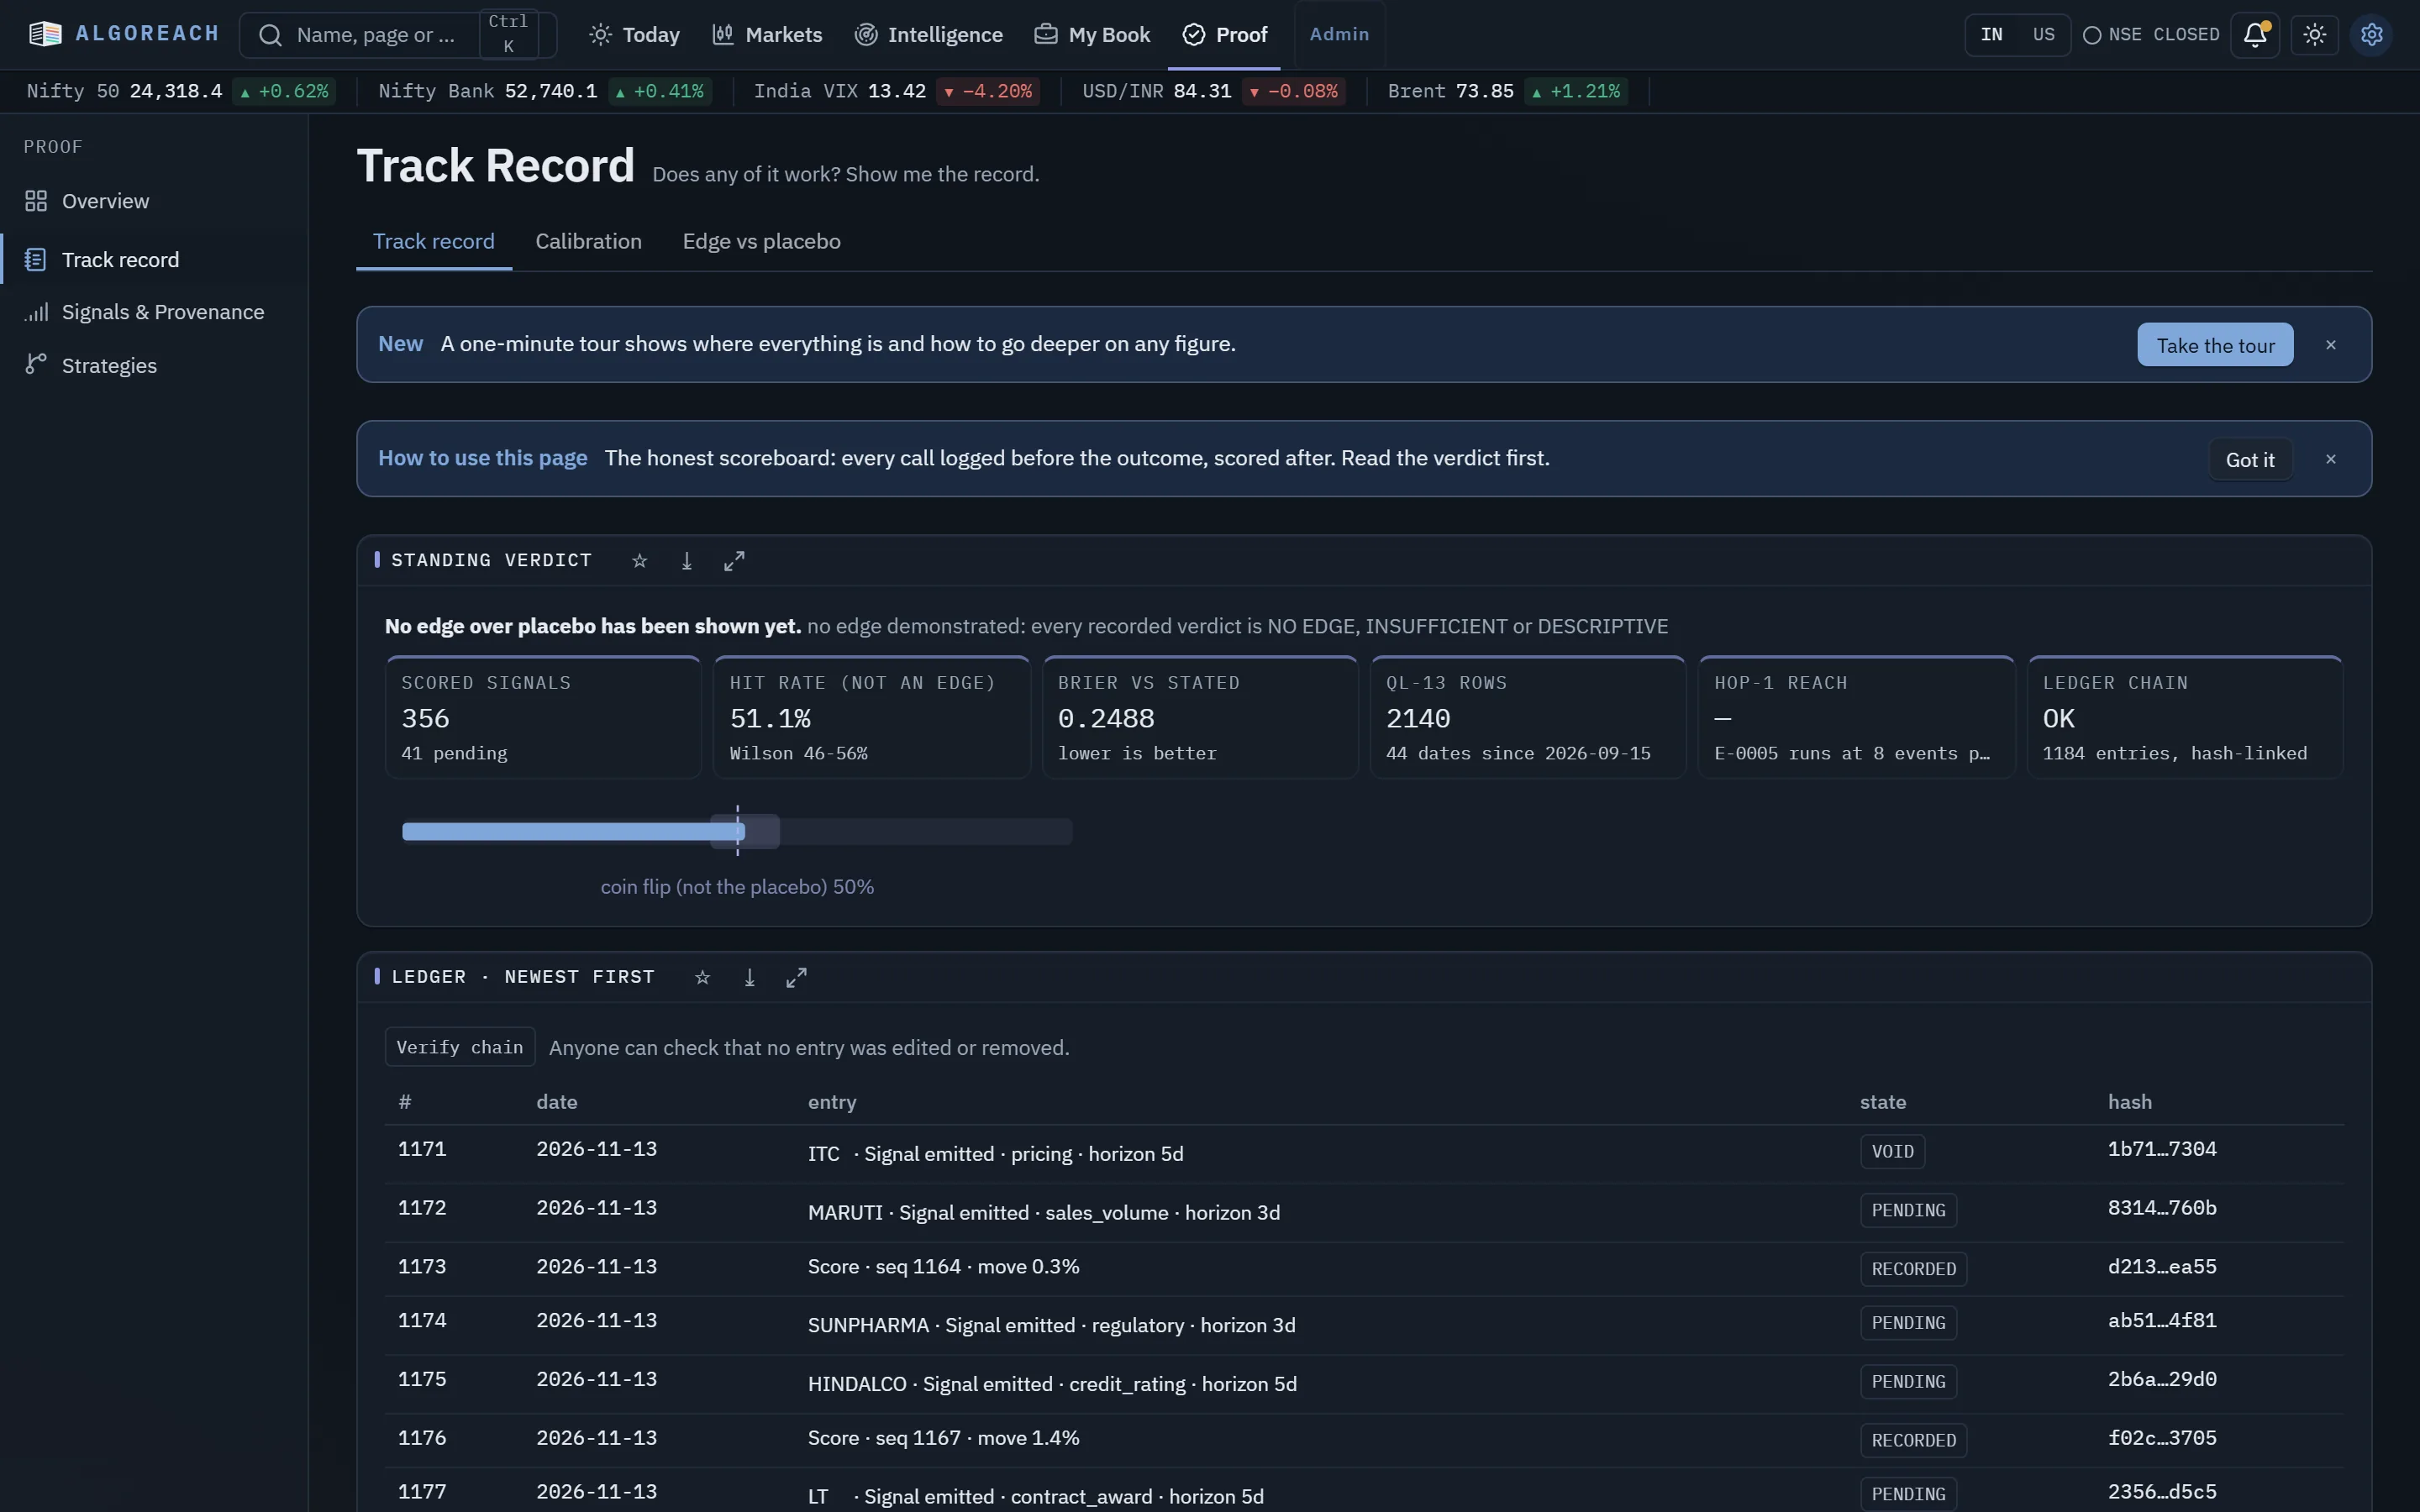 ALGOREACH Name, page or ... Ctrl K Today Markets Intelligence My Book Proof Admin IN US NSE CLOSED
Nifty 50 24,318.4 ▲ +0.62% Nifty Bank 52,740.1 ▲ +0.41% India VIX 13.42 ▼ −4.20% USD/INR 84.31 ▼ −0.08% Brent 73.85 ▲ +1.21%
PROOF
Overview
Track record
Signals & Provenance
Strategies
Track Record Does any of it work? Show me the record.
Track record Calibration Edge vs placebo
New A one-minute tour shows where everything is and how to go deeper on any figure. Take the tour ×
How to use this page The honest scoreboard: every call logged before the outcome, scored after. Read the verdict first. Got it ×
STANDING VERDICT
No edge over placebo has been shown yet. no edge demonstrated: every recorded verdict is NO EDGE, INSUFFICIENT or DESCRIPTIVE
SCORED SIGNALS
356
41 pending
HIT RATE (NOT AN EDGE)
51.1%
Wilson 46-56%
BRIER VS STATED
0.2488
lower is better
QL-13 ROWS
2140
44 dates since 2026-09-15
HOP-1 REACH
—
E-0005 runs at 8 events p…
LEDGER CHAIN
OK
1184 entries, hash-linked
coin flip (not the placebo) 50%
LEDGER · NEWEST FIRST
Verify chain Anyone can check that no entry was edited or removed.
# date entry state hash
1171 2026-11-13 ITC · Signal emitted · pricing · horizon 5d VOID 1b71…7304
1172 2026-11-13 MARUTI · Signal emitted · sales_volume · horizon 3d PENDING 8314…760b
1173 2026-11-13 Score · seq 1164 · move 0.3% RECORDED d213…ea55
1174 2026-11-13 SUNPHARMA · Signal emitted · regulatory · horizon 3d PENDING ab51…4f81
1175 2026-11-13 HINDALCO · Signal emitted · credit_rating · horizon 5d PENDING 2b6a…29d0
1176 2026-11-13 Score · seq 1167 · move 1.4% RECORDED f02c…3705
1177 2026-11-13 LT · Signal emitted · contract_award · horizon 5d PENDING 2356…d5c5